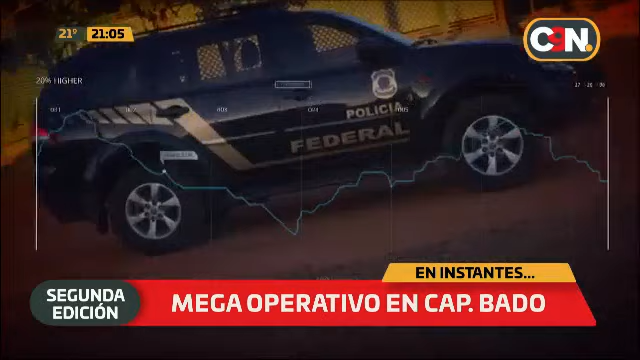 21° 21:05
C9N
20% HIGHER
POLICIA
FEDERAL
EN INSTANTES...
SEGUNDA
EDICIÓN
MEGA OPERATIVO EN CAP. BADO